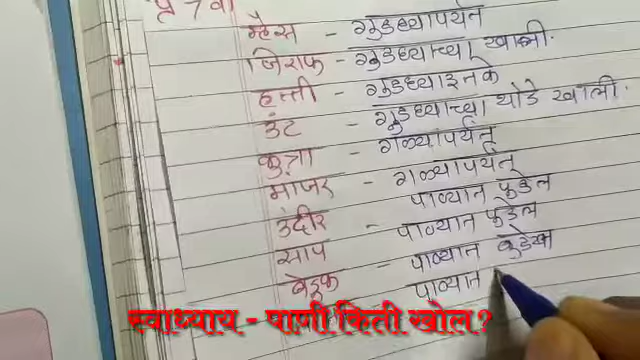 म्हैस - गुडघ्यापर्यंत
जिराफ - गुडघ्याच्या खाली.
हत्ती - गुडघ्याइतके
उंट - गुडघ्याच्या थोडे खाली.
कुत्रा - गळ्यापर्यंत
मांजर - गळ्यापर्यंत
उंदीर - पाण्यात बुडेल
साप - पाण्यात बुडेल
बेडूक - पाण्यात बुडेल
पाण्यात
स्वाध्याय - पाणी किती खोल?